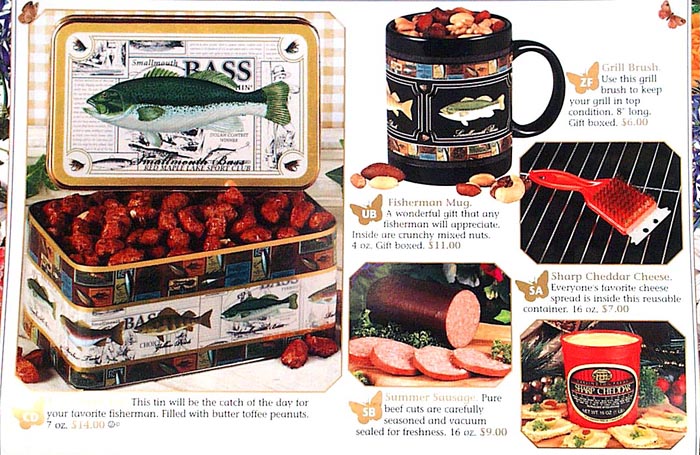 Smallmouth BASS
Smallmouth Bass
RED MAPLE LAKE SPORT CLUB
BASS
CD
This tin will be the catch of the day for
your favorite fisherman. Filled with butter toffee peanuts.
7 oz. $14.00
UB
Fisherman Mug.
A wonderful gift that any
fisherman will appreciate.
Inside are crunchy mixed nuts.
4 oz. Gift boxed. $11.00
SB
Summer Sausage. Pure
beef cuts are carefully
seasoned and vacuum
sealed for freshness. 16 oz. $9.00
ZF
Grill Brush.
Use this grill
brush to keep
your grill in top
condition. 8" long.
Gift boxed. $6.00
SA
Sharp Cheddar Cheese.
Everyone's favorite cheese
spread is inside this reusable
container. 16 oz. $7.00
SHARP CHEDDAR
NET WT 16 OZ (1 LB)